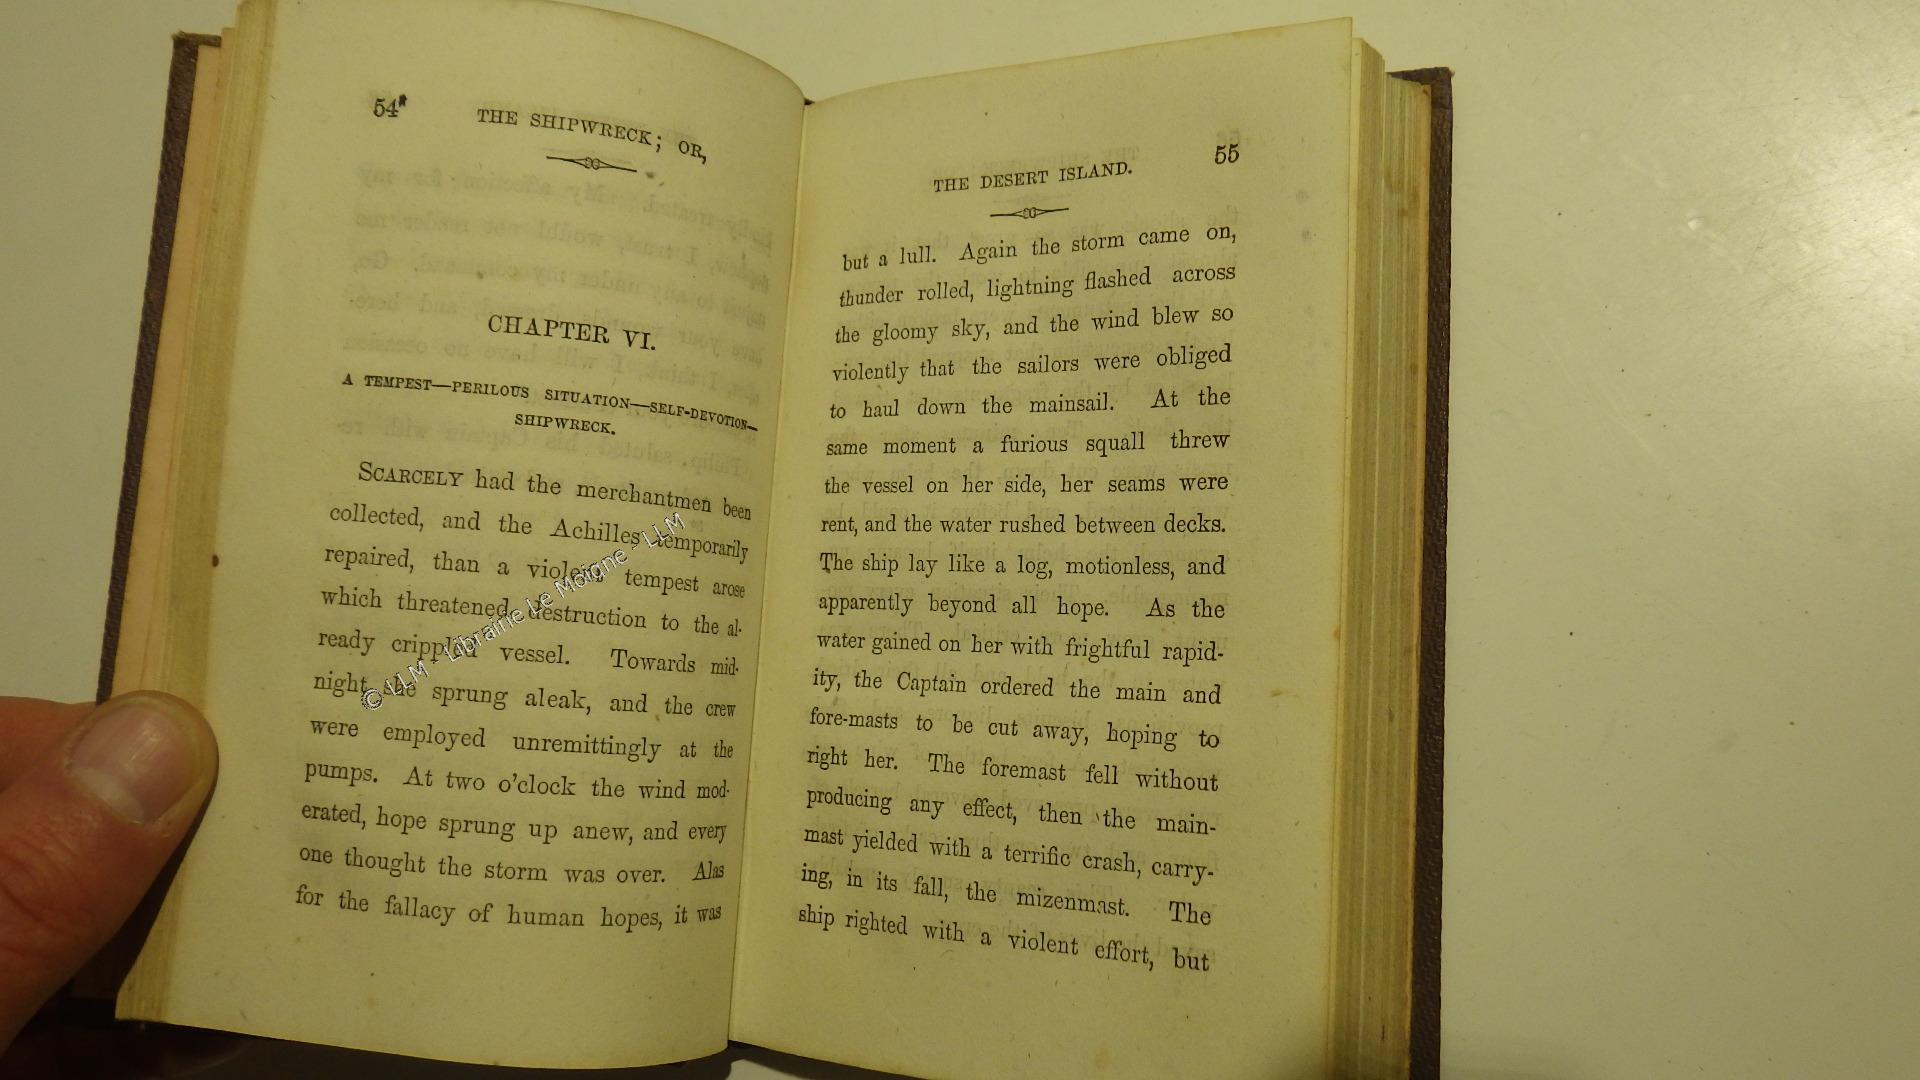 54
THE SHIPWRECK; OR,
CHAPTER VI.
A TEMPEST—PERILOUS SITUATION—SELF-DEVOTION—
SHIPWRECK.
SCARCELY had the merchantmen been
collected, and the Achilles temporarily
repaired, than a violent tempest arose
which threatened destruction to the al-
ready crippled vessel. Towards mid-
night she sprung aleak, and the crew
were employed unremittingly at the
pumps. At two o'clock the wind mod-
erated, hope sprung up anew, and every
one thought the storm was over. Alas
for the fallacy of human hopes, it was
© LLM - Librairie Le Moigne - LLM
55
THE DESERT ISLAND.
but a lull. Again the storm came on,
thunder rolled, lightning flashed across
the gloomy sky, and the wind blew so
violently that the sailors were obliged
to haul down the mainsail. At the
same moment a furious squall threw
the vessel on her side, her seams were
rent, and the water rushed between decks.
The ship lay like a log, motionless, and
apparently beyond all hope. As the
water gained on her with frightful rapid-
ity, the Captain ordered the main and
fore-masts to be cut away, hoping to
right her. The foremast fell without
producing any effect, then the main-
mast yielded with a terrific crash, carry-
ing, in its fall, the mizenmast. The
ship righted with a violent effort, but